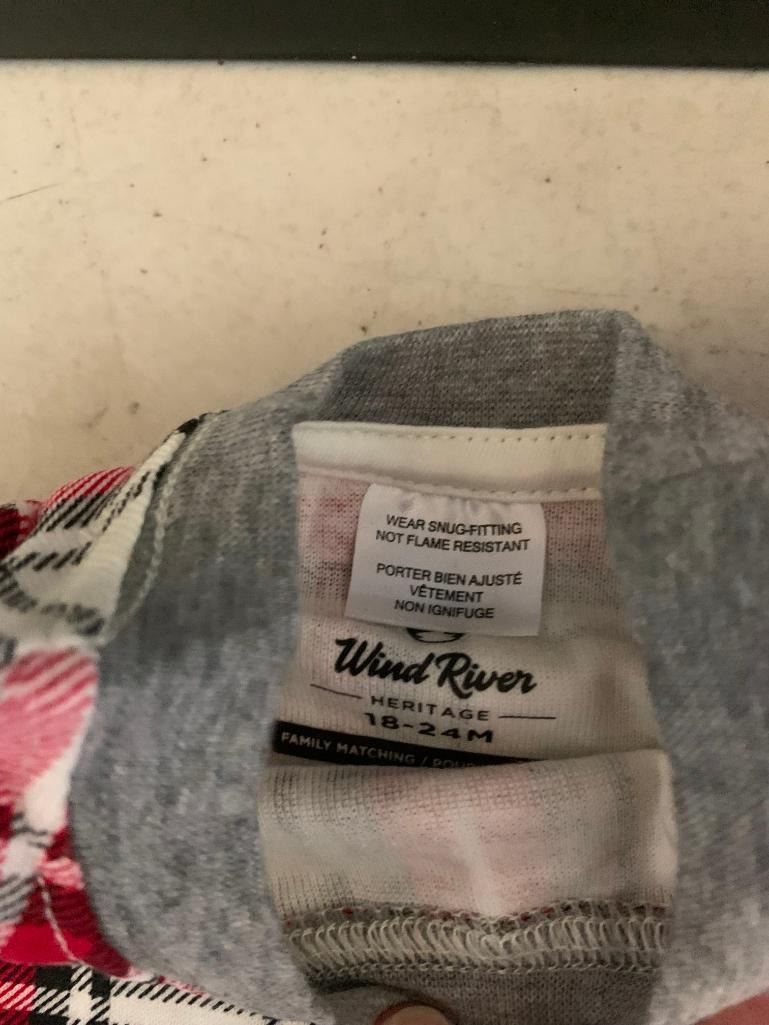 WEAR SNUG-FITTING
NOT FLAME RESISTANT
PORTER BIEN AJUSTÉ
VÊTEMENT
NON IGNIFUGE
Wind River
HERITAGE
18-24M
FAMILY MATCHING /